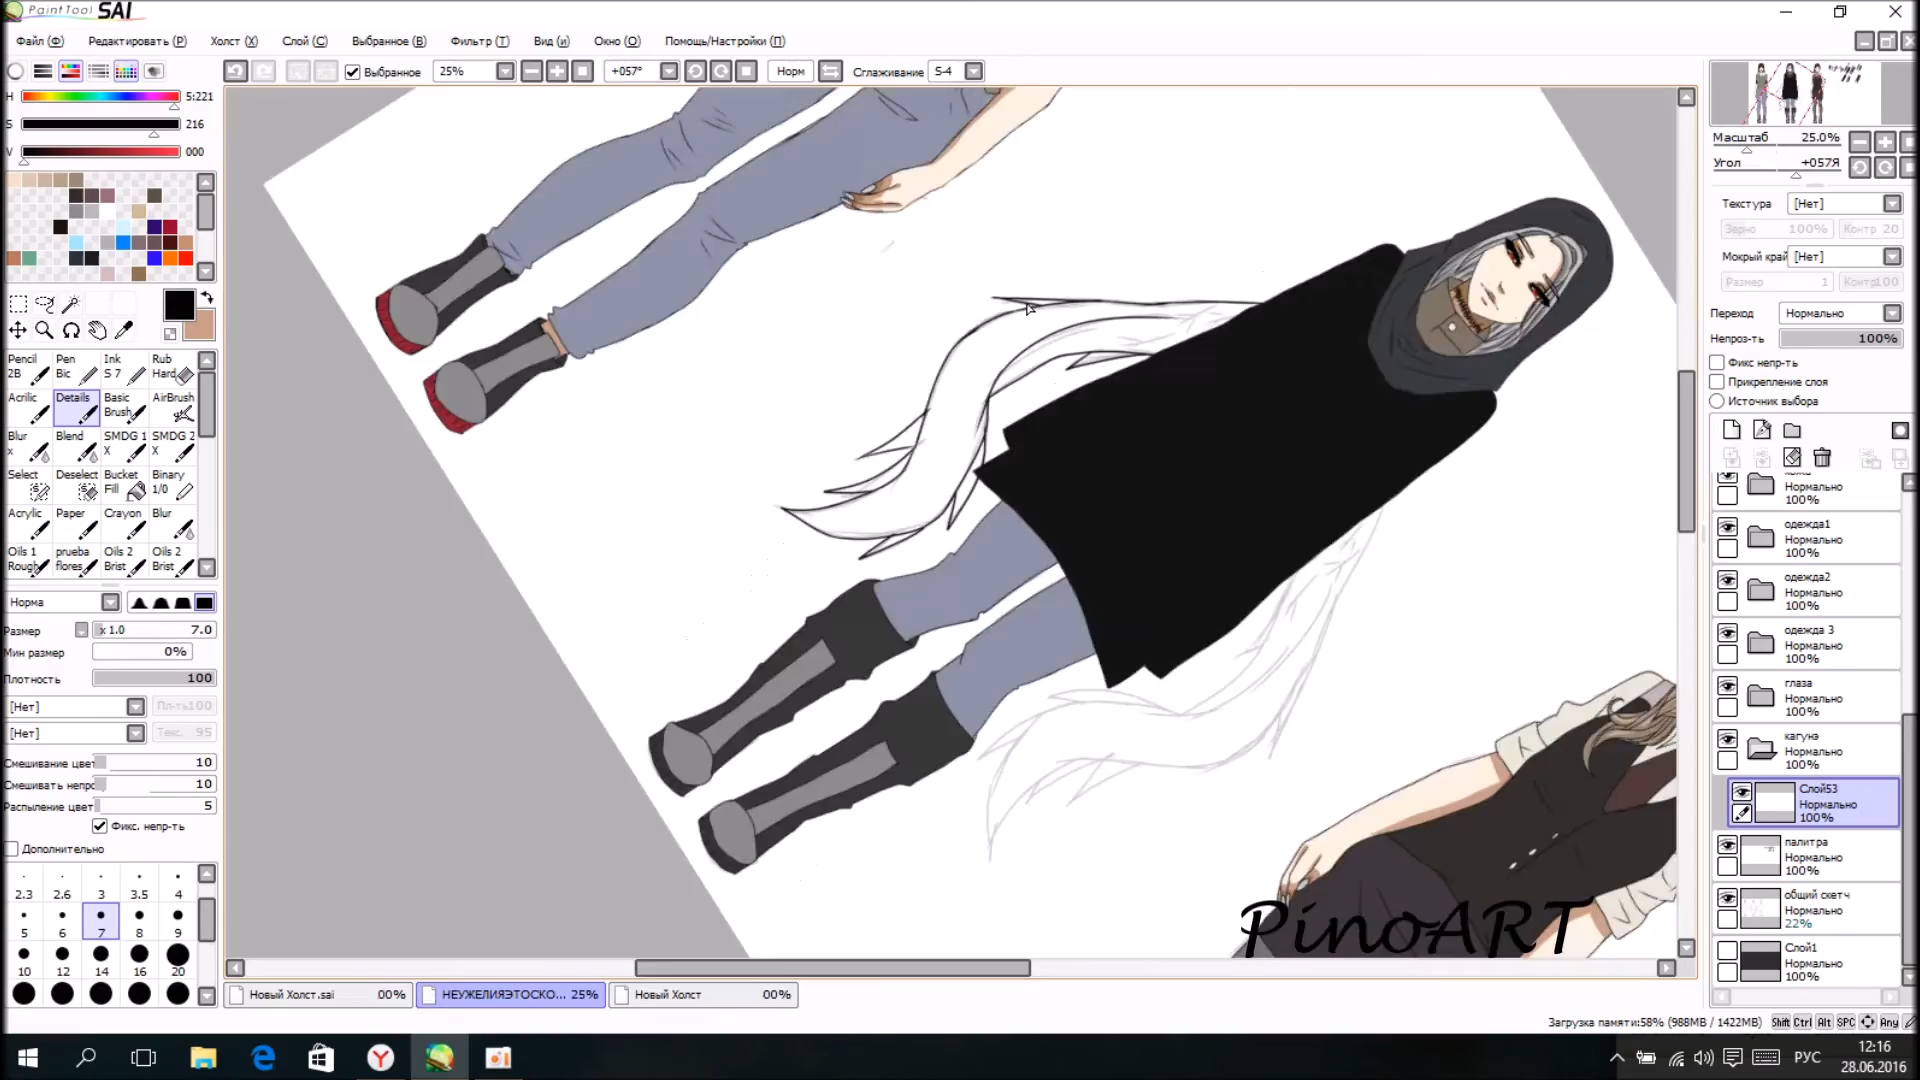 PaintTool SAI
Файл (Ф) Редактировать (Р) Холст (X) Слой (C) Выбранное (B) Фильтр (T) Вид (и) Окно (O) Помощь/Настройки (П)
Выбранное 25% +057° Норм Сглаживание S-4
H 5:221
S 216
V 000
Масштаб 25.0%
Угол +057Я
Текстура [Нет]
Зерно 100% Контр 20
Мокрый край [Нет]
Размер 1 Контр100
Переход Нормально
Непроз-ть 100%
Фикс непр-ть
Прикрепление слоя
Источник выбора
Pencil 2B Pen Bic Ink S 7 Rub Hard
Acrilic Details Basic Brush AirBrush
Blur x Blend SMDG 1 X SMDG 2 X
Select Deselect Bucket Fill Binary 1/0
Acrylic Paper Crayon Blur
Oils 1 Rough prueba flores Oils 2 Brist Oils 2 Brist
Норма
Размер x 1.0 7.0
Мин размер 0%
Плотность 100
[Нет] Пл-ть100
[Нет] Текс. 95
Смешивание цвет 10
Смешивать непро 10
Распыление цвет 5
Фикс. непр-ть
Дополнительно
2.3 2.6 3 3.5 4
5 6 7 8 9
10 12 14 16 20
Нормально
100%
одежда1
Нормально
100%
одежда2
Нормально
100%
одежда 3
Нормально
100%
глаза
Нормально
100%
кагунэ
Нормально
100%
Слой53
Нормально
100%
палитра
Нормально
100%
общий скетч
Нормально
22%
Слой1
Нормально
100%
PinoART
Новый Холст.sai 00% НЕУЖЕЛИЯЭТОСКО... 25% Новый Холст 00%
Загрузка памяти:58% (988MB / 1422MB) Shift Ctrl Alt SPC Any
РУС 12:16
28.06.2016